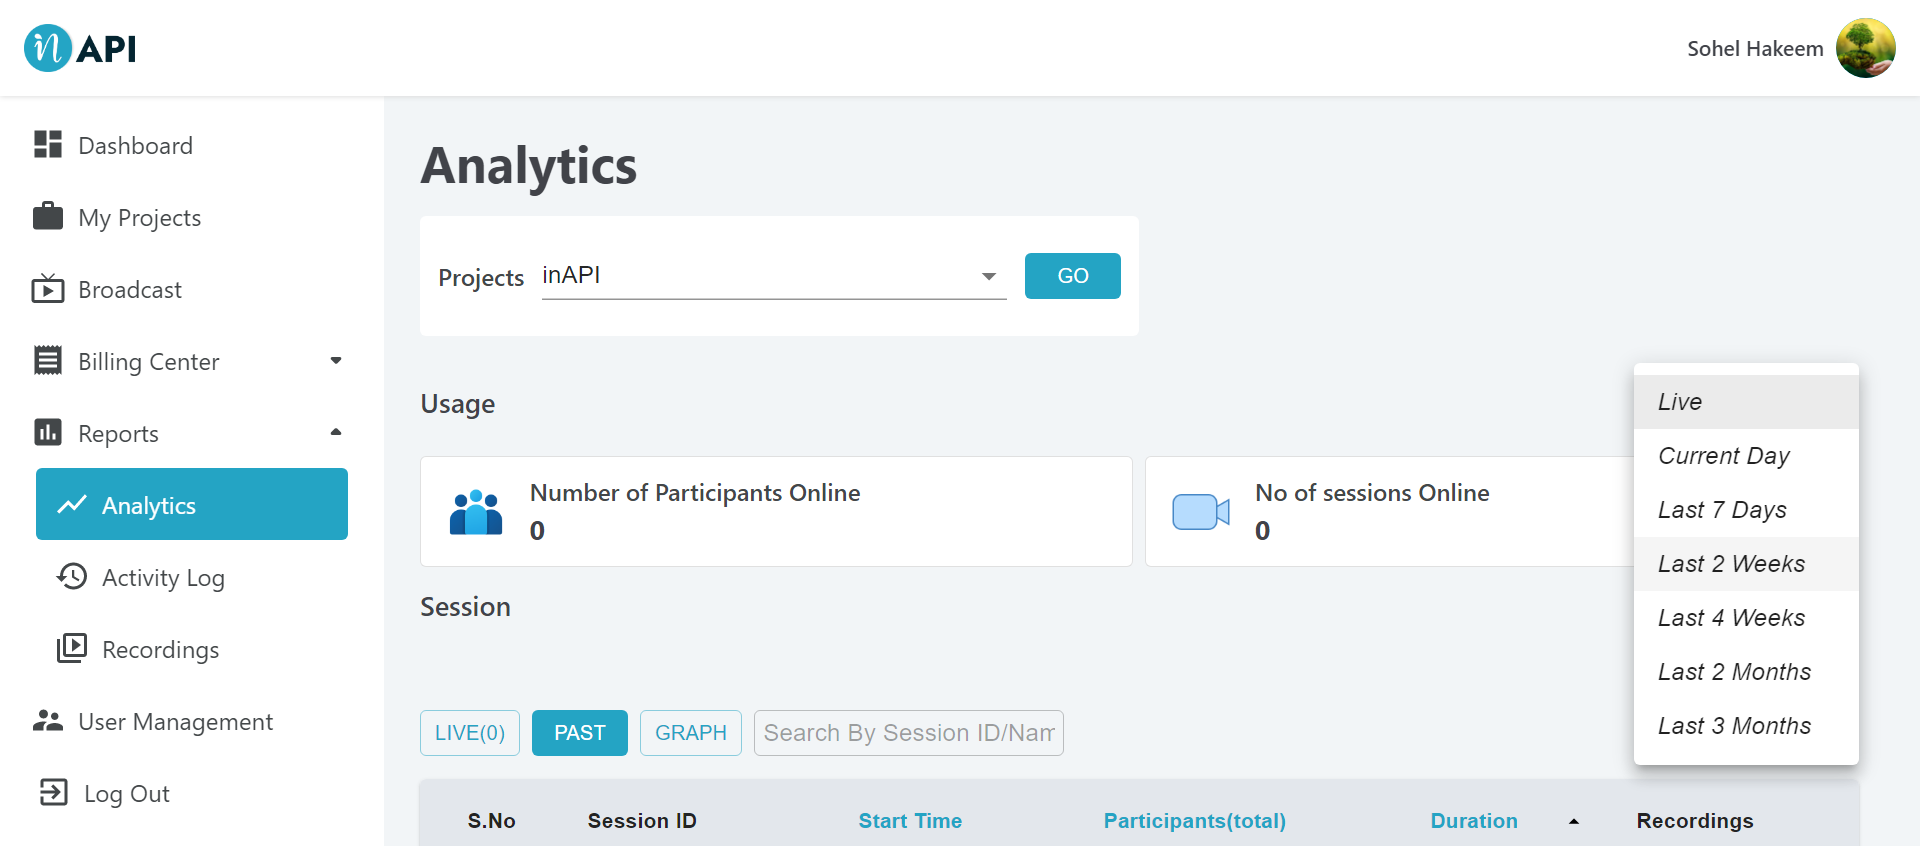 in API
Sohel Hakeem
Dashboard
My Projects
Broadcast
Billing Center
Reports
Analytics
Activity Log
Recordings
User Management
Log Out
Analytics
Projects inAPI GO
Usage
Number of Participants Online
0
No of sessions Online
0
Live
Current Day
Last 7 Days
Last 2 Weeks
Last 4 Weeks
Last 2 Months
Last 3 Months
Session
LIVE(0) PAST GRAPH Search By Session ID/Nam
S.No Session ID Start Time Participants(total) Duration Recordings